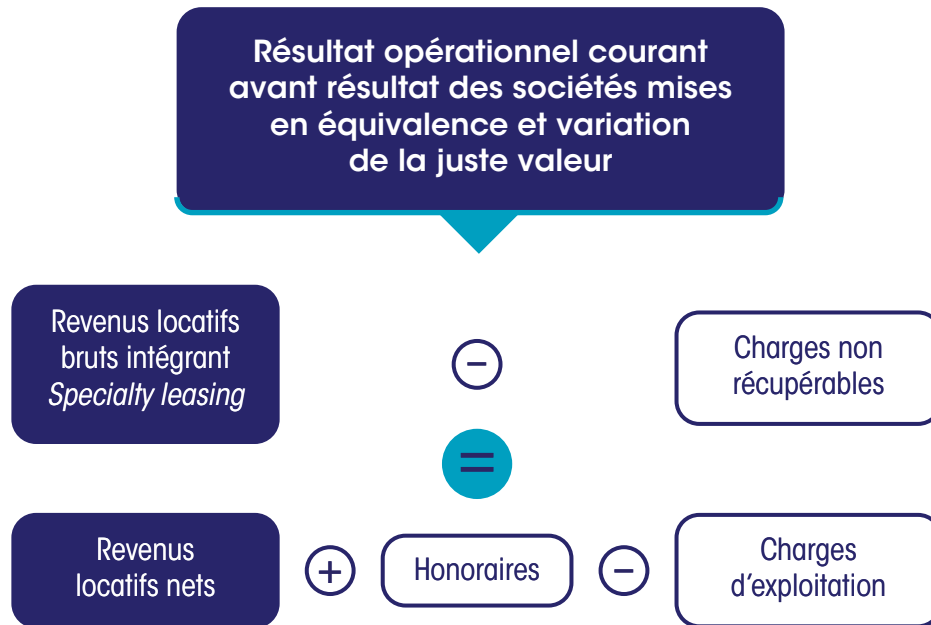 Résultat opérationnel courant
avant résultat des sociétés mises
en équivalence et variation
de la juste valeur
Revenus locatifs
bruts intégrant
Specialty leasing
−
Charges non
récupérables
=
Revenus
locatifs nets
+
Honoraires
−
Charges
d'exploitation